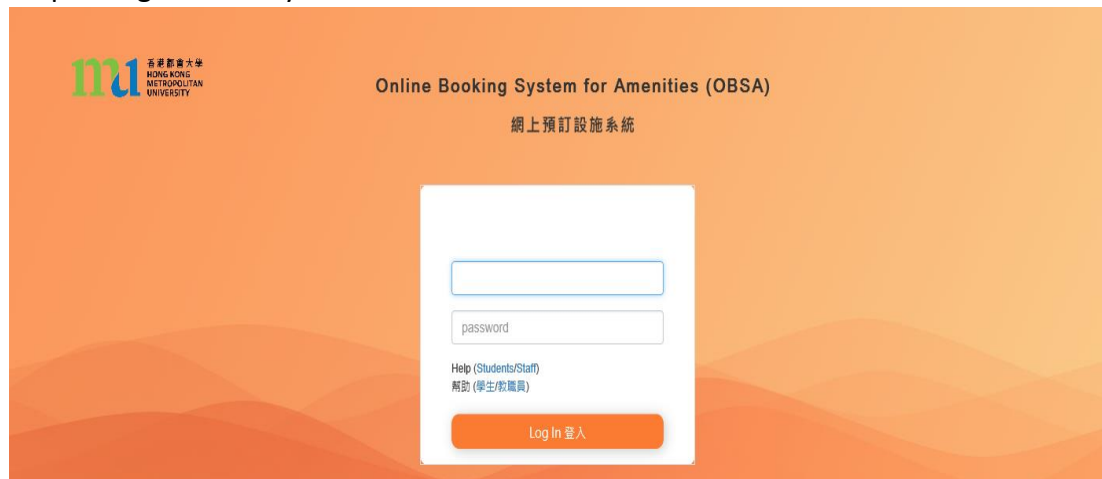 香港都會大學
HONG KONG
METROPOLITAN
UNIVERSITY
Online Booking System for Amenities (OBSA)
網上預訂設施系統
password
Help (Students/Staff)
幫助 (學生/教職員)
Log In 登入